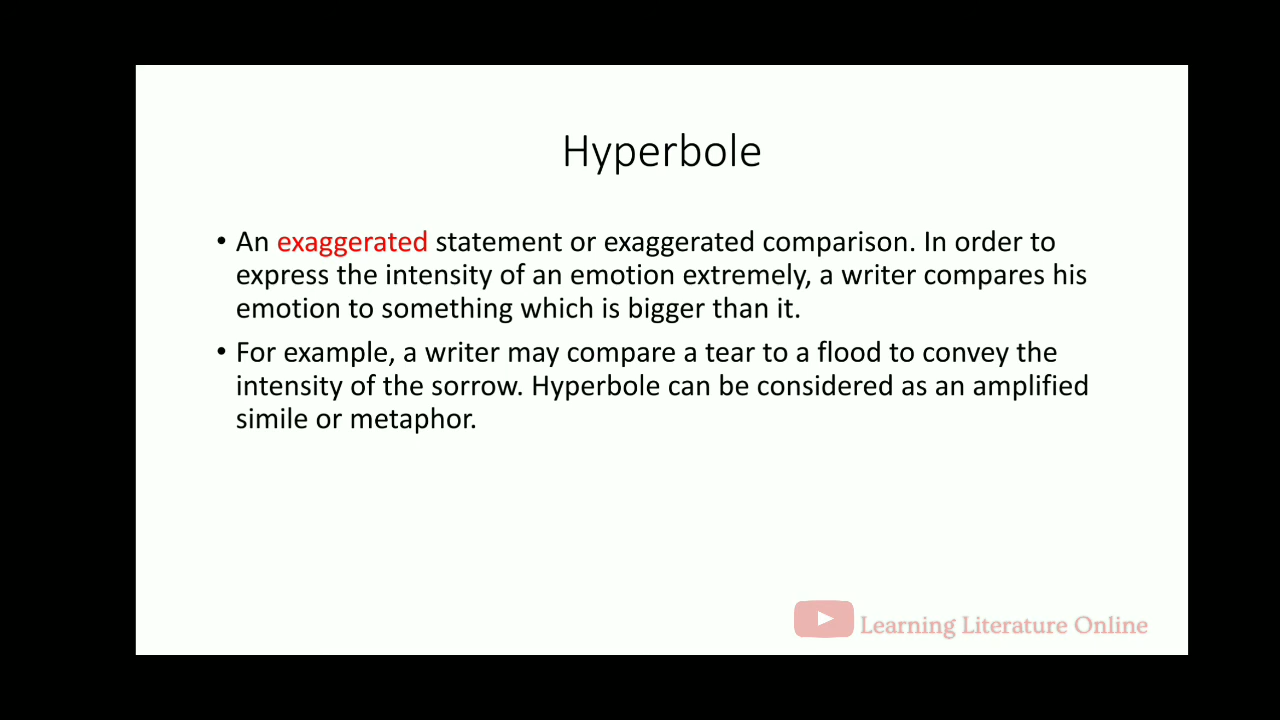 Hyperbole
• An exaggerated statement or exaggerated comparison. In order to
express the intensity of an emotion extremely, a writer compares his
emotion to something which is bigger than it.
• For example, a writer may compare a tear to a flood to convey the
intensity of the sorrow. Hyperbole can be considered as an amplified
simile or metaphor.
Learning Literature Online